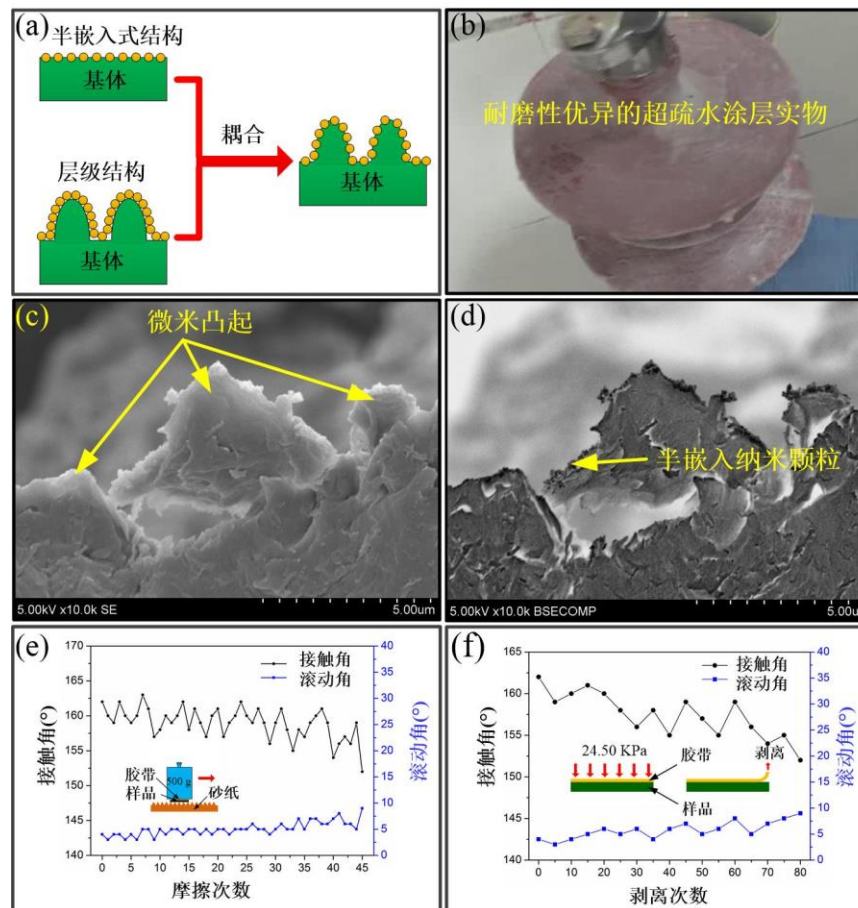 (a)
半嵌入式结构
基体
层级结构
基体
耦合
基体
(b)
耐磨性优异的超疏水涂层实物
(c)
微米凸起
5.00kV x10.0k SE
5.00um
(d)
半嵌入纳米颗粒
5.00kV x10.0k BSECOMP
5.00u
(e)
接触角
滚动角
接触角(°)
170
165
160
155
150
145
140
滚动角(°)
40
35
30
25
20
15
10
5
0
500 g
胶带
样品
砂纸
0 5 10 15 20 25 30 35 40 45
摩擦次数
(f)
接触角
滚动角
接触角(°)
165
160
155
150
145
140
滚动角(°)
40
35
30
25
20
15
10
5
0
24.50 KPa
胶带
样品
剥离
0 10 20 30 40 50 60 70 80
剥离次数